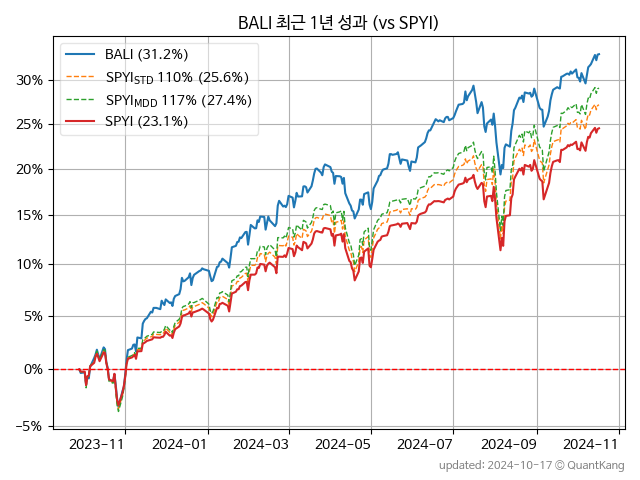 BALI 최근 1년 성과 (vs SPYI)
BALI (31.2%)
SPYI_STD 110% (25.6%)
SPYI_MDD 117% (27.4%)
SPYI (23.1%)
30%
25%
20%
15%
10%
5%
0%
−5%
2023−11
2024−01
2024−03
2024−05
2024−07
2024−09
2024−11
updated: 2024-10-17 © QuantKang